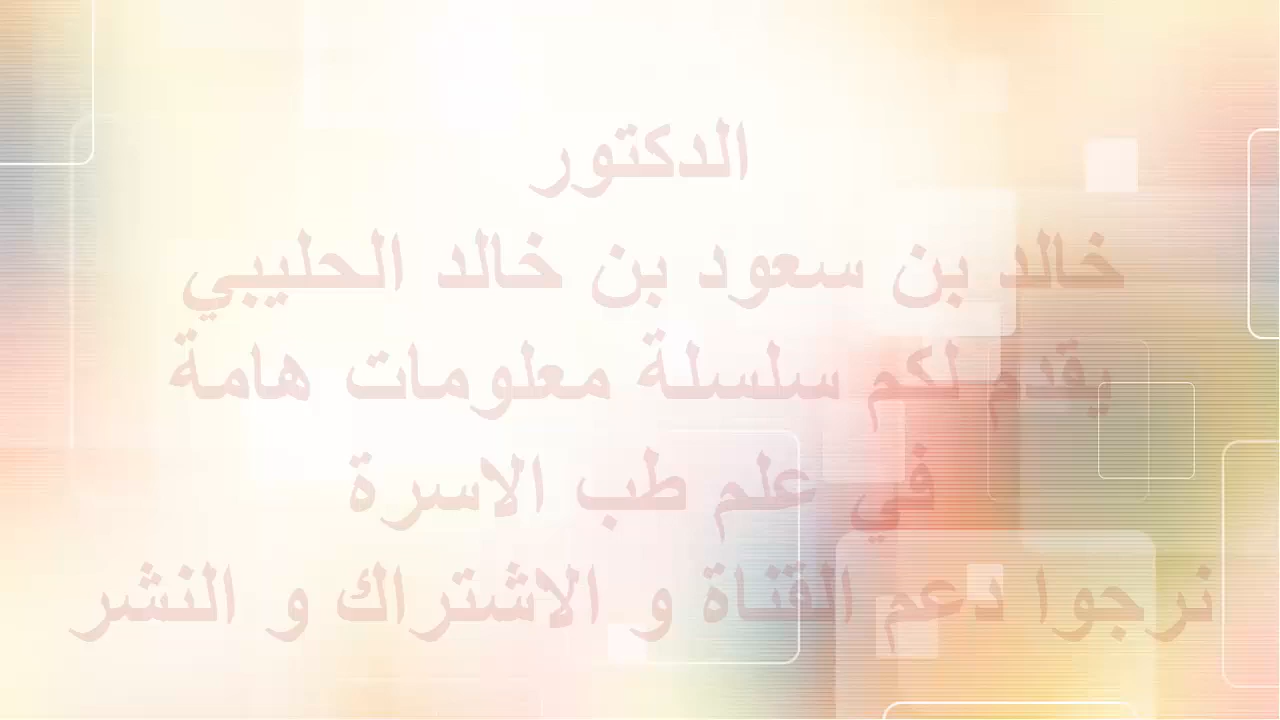 الدكتور
خالد بن سعود بن خالد الحليبي
يقدم لكم سلسلة معلومات هامة
في علم طب الاسرة
نرجوا دعم القناة و الاشتراك و النشر